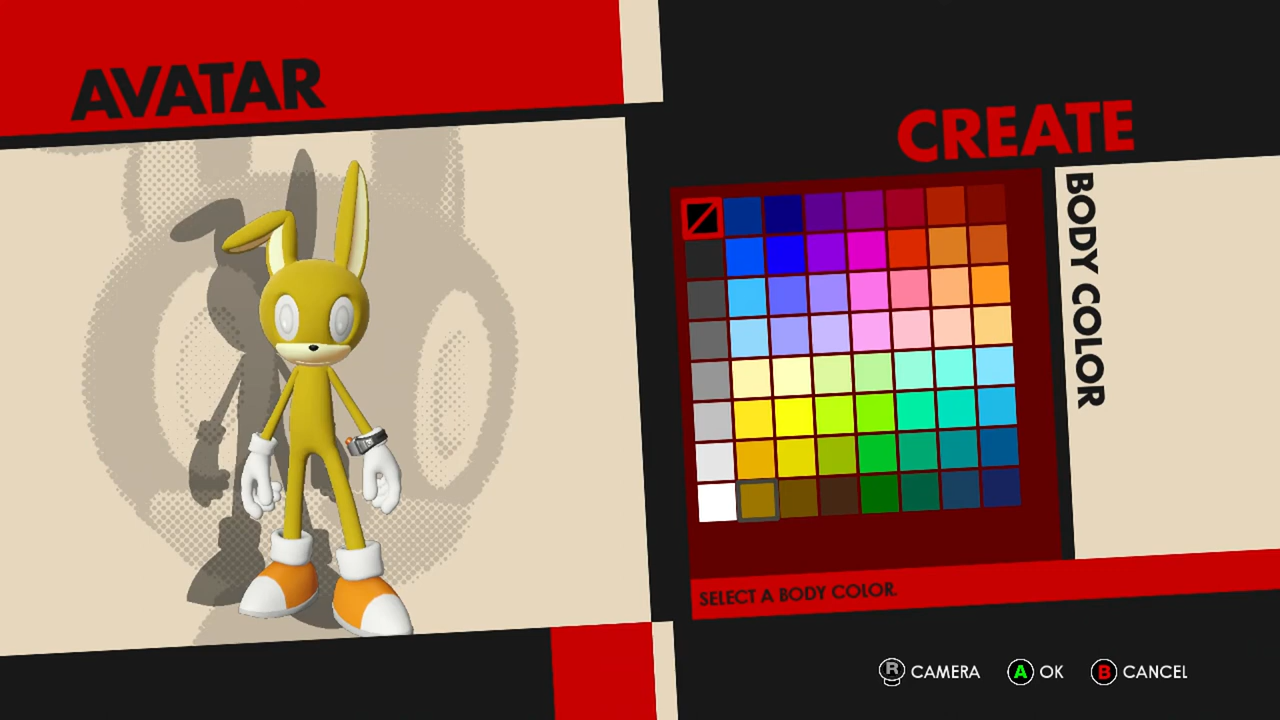 AVATAR
CREATE
BODY COLOR
SELECT A BODY COLOR.
R CAMERA A OK B CANCEL